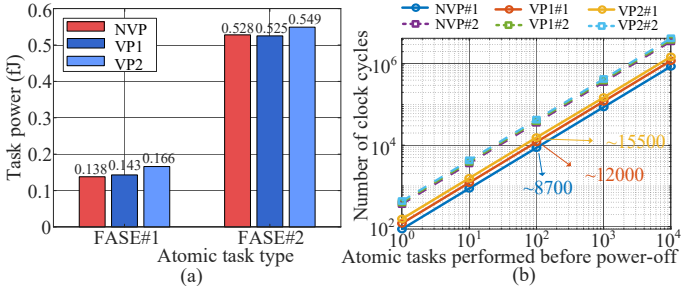 0.6
0.5
0.4
0.3
0.2
0.1
0
Task power (fJ)
NVP
VP1
VP2
0.138
0.143
0.166
0.528
0.525
0.549
FASE#1
FASE#2
Atomic task type
(a)
NVP#1
VP1#1
VP2#1
NVP#2
VP1#2
VP2#2
Number of clock cycles
10^6
10^4
10^2
~15500
~12000
~8700
10^0
10^1
10^2
10^3
10^4
Atomic tasks performed before power-off
(b)